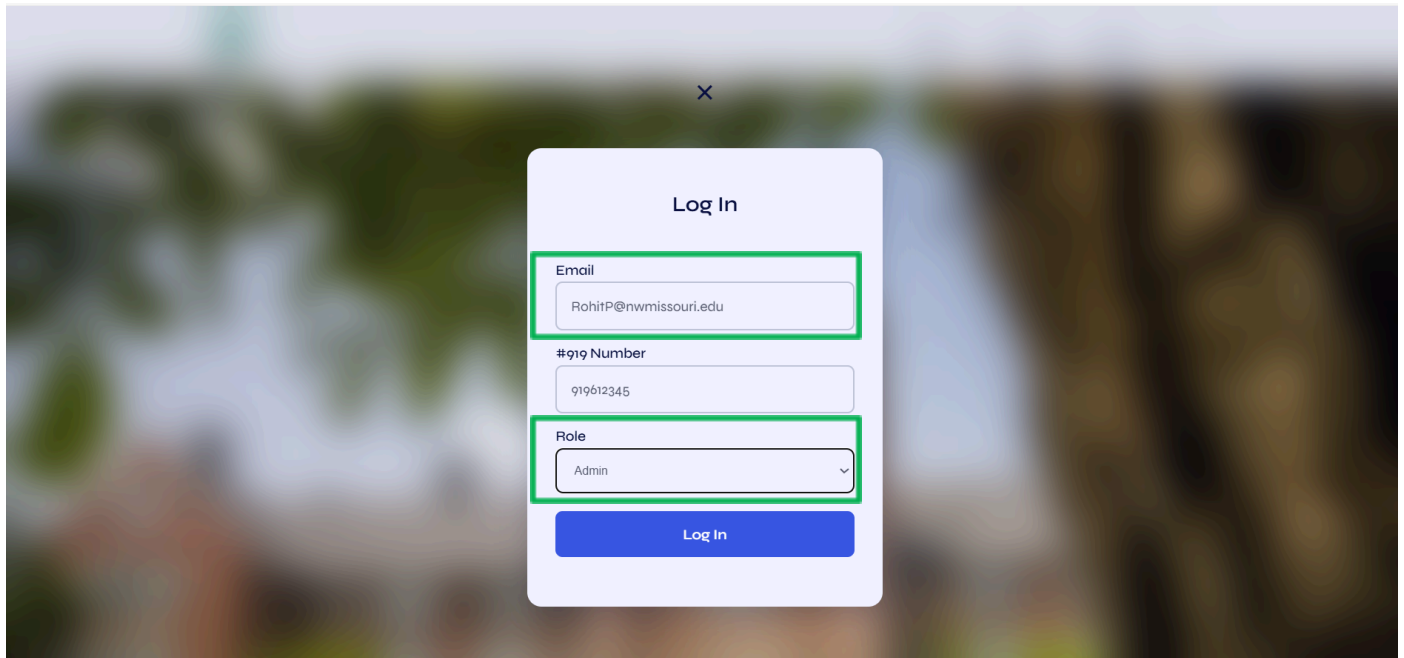 Log In
Email
RohitP@nwmissouri.edu
#919 Number
919612345
Role
Admin
Log In